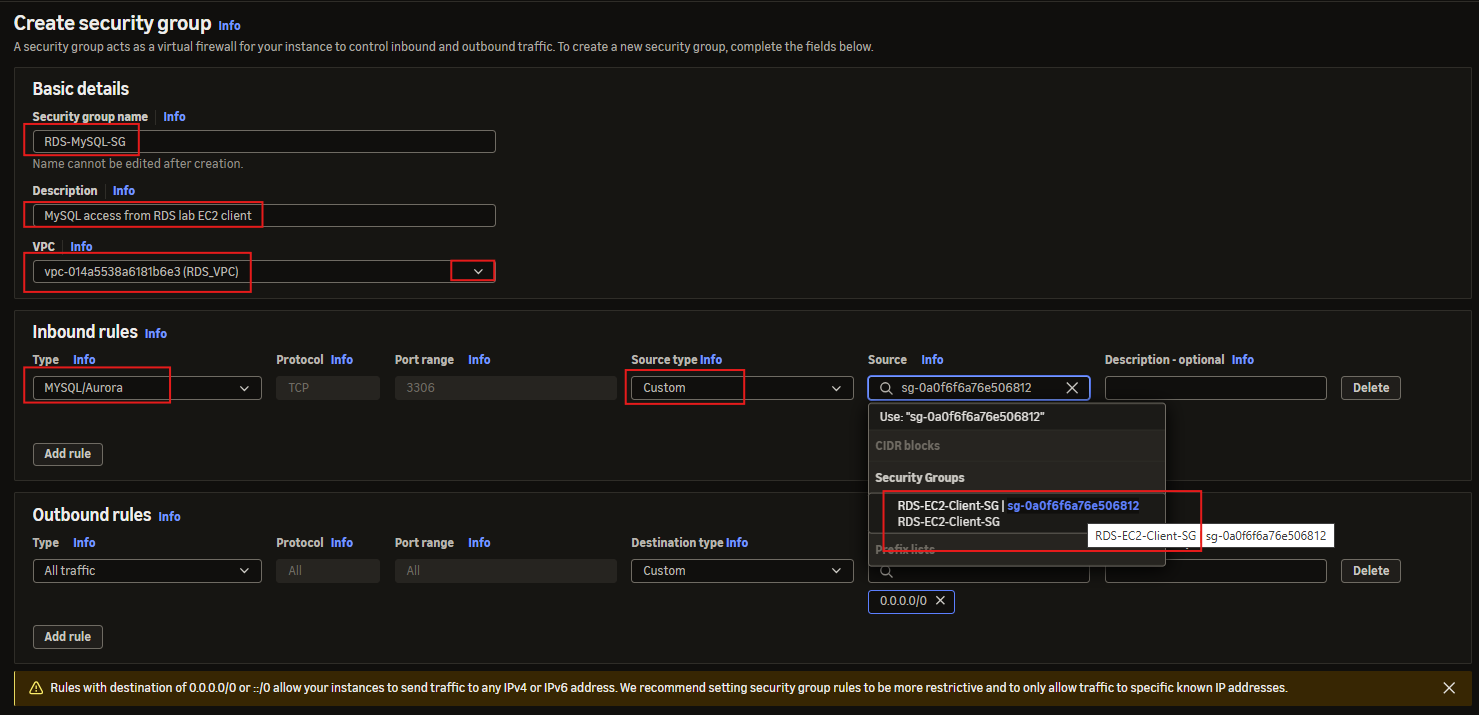 Create security group Info
A security group acts as a virtual firewall for your instance to control inbound and outbound traffic. To create a new security group, complete the fields below.
Basic details
Security group name Info
RDS-MySQL-SG
Name cannot be edited after creation.
Description Info
MySQL access from RDS lab EC2 client
VPC Info
vpc-014a5538a6181b6e3 (RDS_VPC)
Inbound rules Info
Type Info Protocol Info Port range Info Source type Info Source Info Description - optional Info
MYSQL/Aurora TCP 3306 Custom sg-0a0f6f6a76e506812 Delete
Use: "sg-0a0f6f6a76e506812"
CIDR blocks
Add rule
Security Groups
RDS-EC2-Client-SG | sg-0a0f6f6a76e506812
RDS-EC2-Client-SG
RDS-EC2-Client-SG sg-0a0f6f6a76e506812
Prefix lists
Outbound rules Info
Type Info Protocol Info Port range Info Destination type Info
All traffic All All Custom Delete
0.0.0.0/0
Add rule
Rules with destination of 0.0.0.0/0 or ::/0 allow your instances to send traffic to any IPv4 or IPv6 address. We recommend setting security group rules to be more restrictive and to only allow traffic to specific known IP addresses.